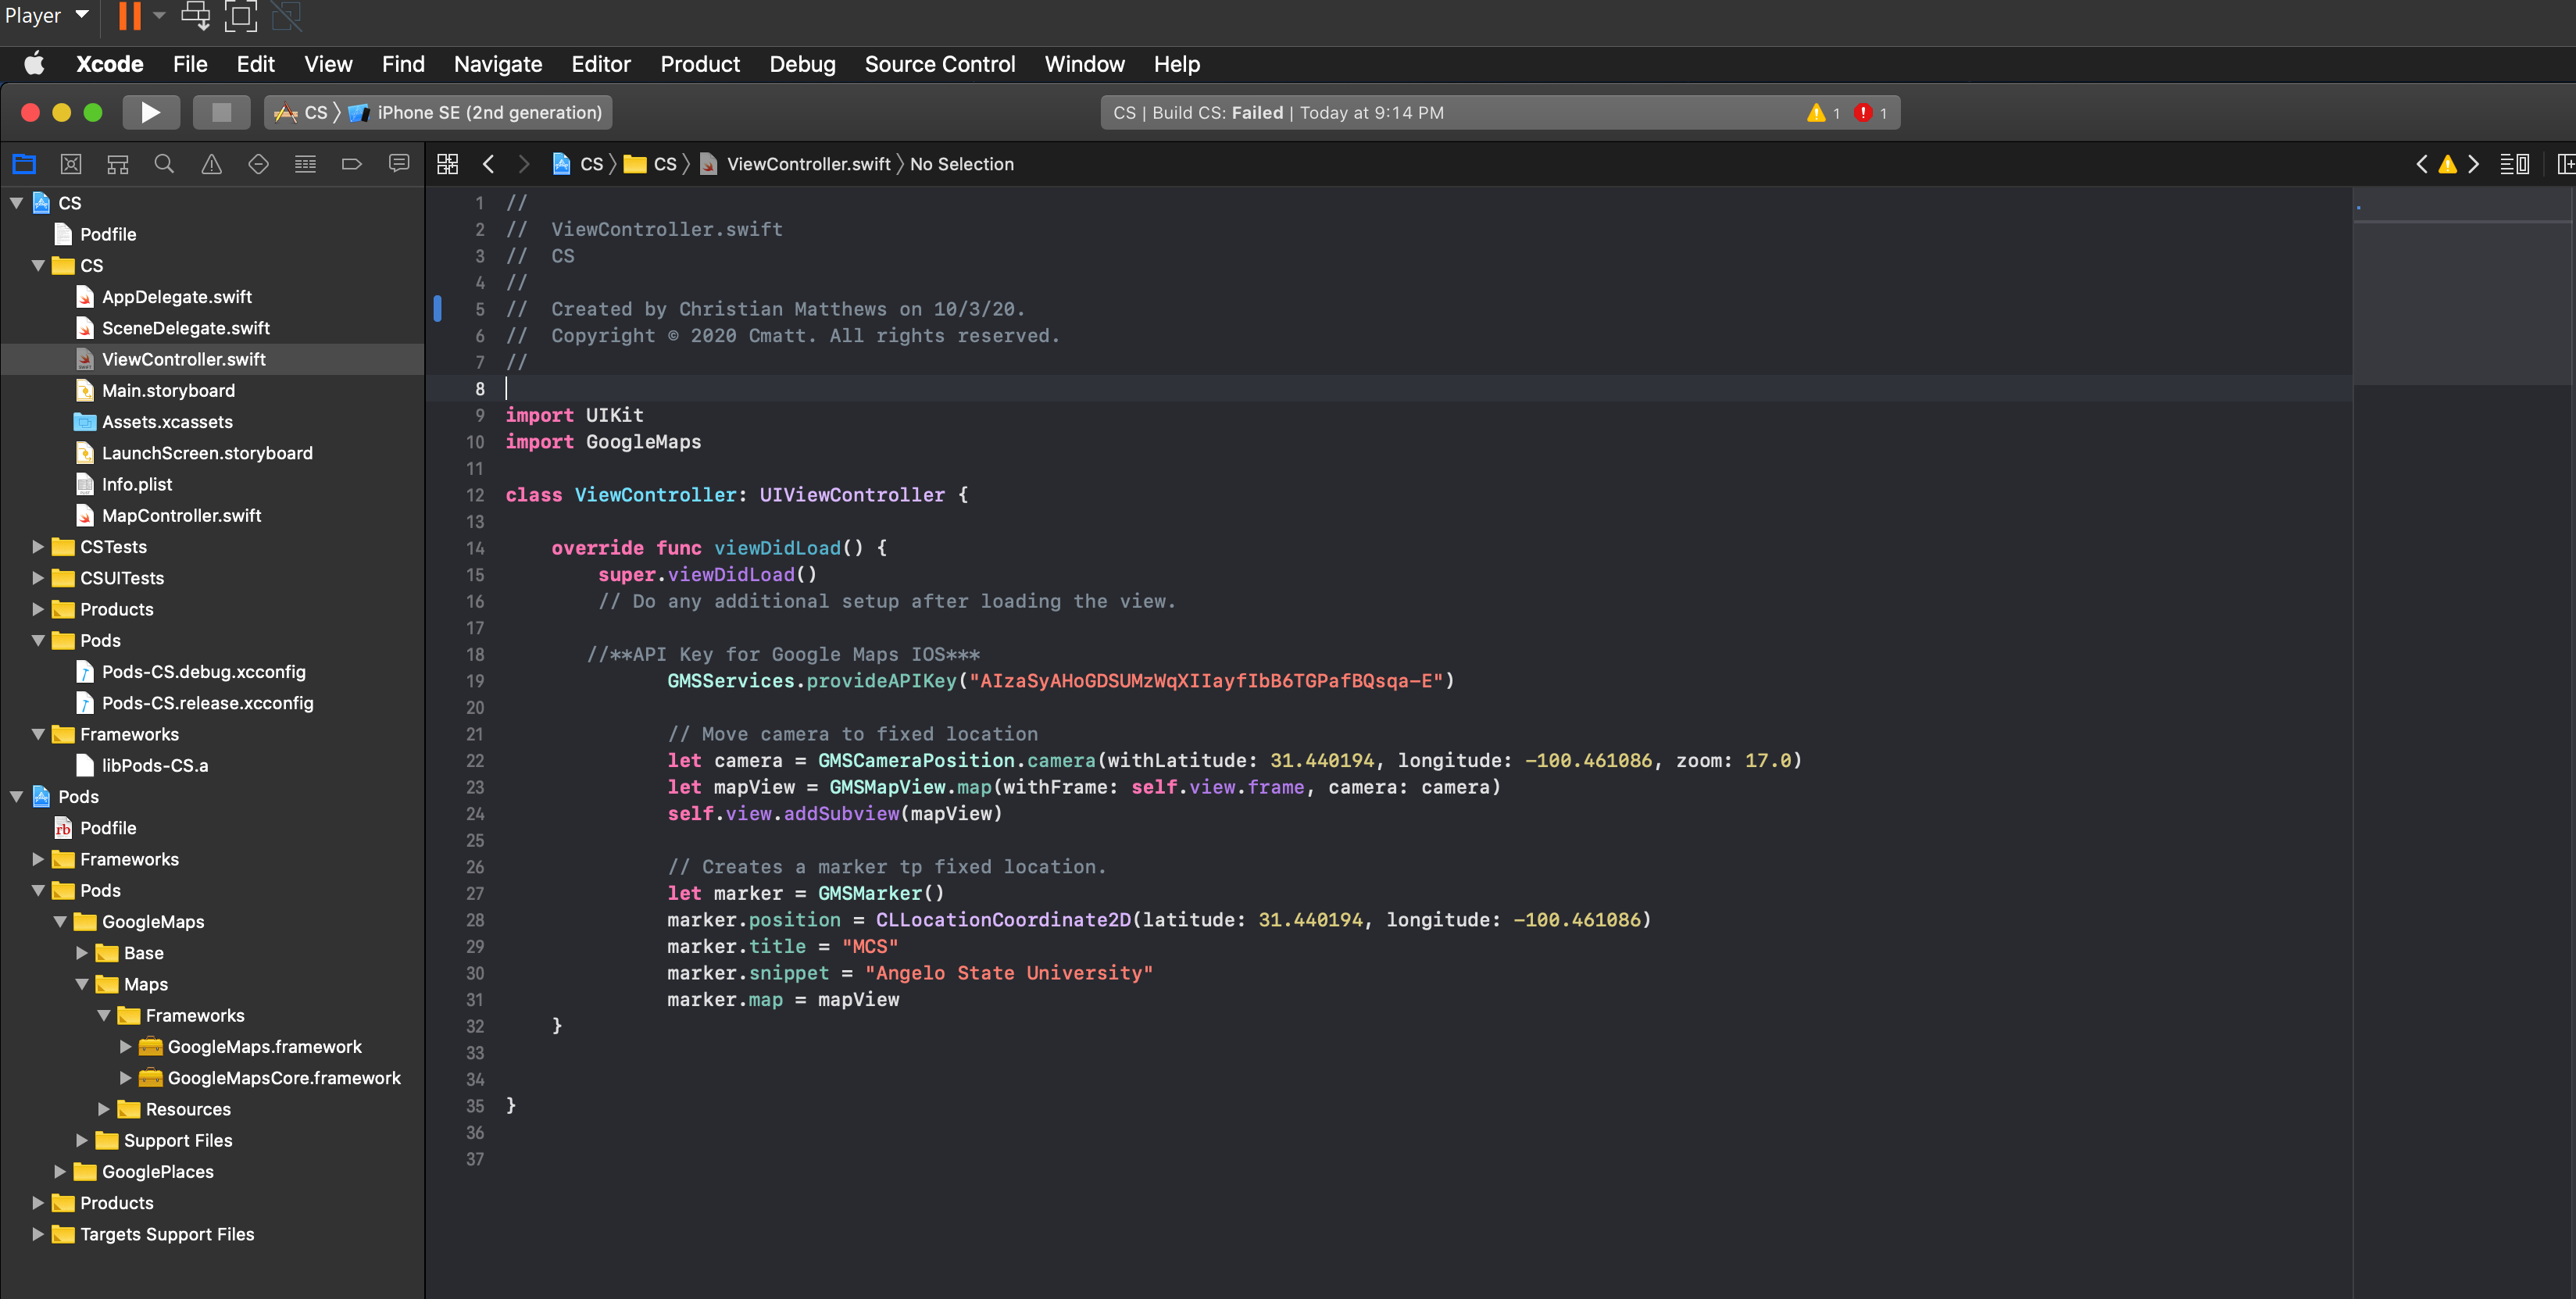 Player
Xcode File Edit View Find Navigate Editor Product Debug Source Control Window Help
CS iPhone SE (2nd generation)
CS | Build CS: Failed | Today at 9:14 PM 1 1
CS CS ViewController.swift No Selection
CS
Podfile
CS
AppDelegate.swift
SceneDelegate.swift
ViewController.swift
Main.storyboard
Assets.xcassets
LaunchScreen.storyboard
Info.plist
MapController.swift
CSTests
CSUITests
Products
Pods
Pods-CS.debug.xcconfig
Pods-CS.release.xcconfig
Frameworks
libPods-CS.a
Pods
Podfile
Frameworks
Pods
GoogleMaps
Base
Maps
Frameworks
GoogleMaps.framework
GoogleMapsCore.framework
Resources
Support Files
GooglePlaces
Products
Targets Support Files
1 //
2 // ViewController.swift
3 // CS
4 //
5 // Created by Christian Matthews on 10/3/20.
6 // Copyright © 2020 Cmatt. All rights reserved.
7 //
8
9 import UIKit
10 import GoogleMaps
11
12 class ViewController: UIViewController {
13
14 override func viewDidLoad() {
15 super.viewDidLoad()
16 // Do any additional setup after loading the view.
17
18 //**API Key for Google Maps IOS***
19 GMSServices.provideAPIKey("AIzaSyAHoGDSUMzWqXIIayfIbB6TGPafBQsqa-E")
20
21 // Move camera to fixed location
22 let camera = GMSCameraPosition.camera(withLatitude: 31.440194, longitude: -100.461086, zoom: 17.0)
23 let mapView = GMSMapView.map(withFrame: self.view.frame, camera: camera)
24 self.view.addSubview(mapView)
25
26 // Creates a marker tp fixed location.
27 let marker = GMSMarker()
28 marker.position = CLLocationCoordinate2D(latitude: 31.440194, longitude: -100.461086)
29 marker.title = "MCS"
30 marker.snippet = "Angelo State University"
31 marker.map = mapView
32 }
33
34
35 }
36
37